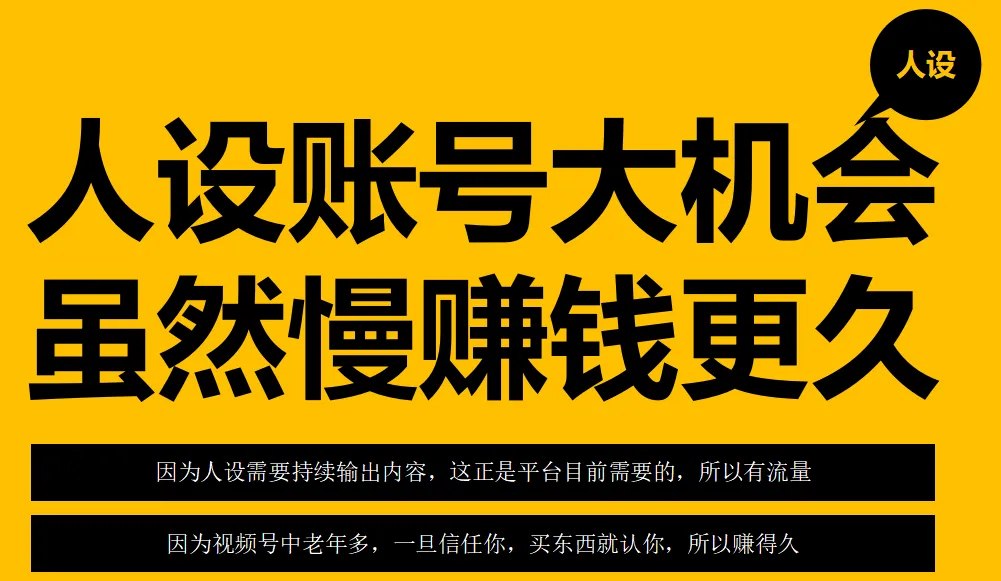 人设
人设账号大机会
虽然慢赚钱更久
因为人设需要持续输出内容，这正是平台目前需要的，所以有流量
因为视频号中老年多，一旦信任你，买东西就认你，所以赚得久